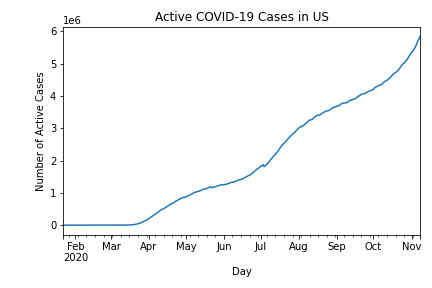 Active COVID-19 Cases in US
1e6
6
5
4
3
2
1
0
Number of Active Cases
Feb Mar Apr May Jun Jul Aug Sep Oct Nov
2020
Day